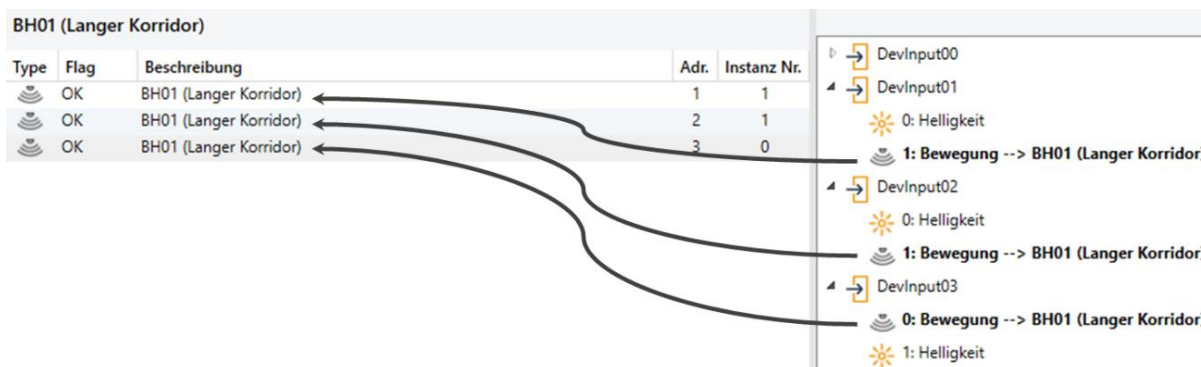 BH01 (Langer Korridor)
Type Flag Beschreibung Adr. Instanz Nr.
OK BH01 (Langer Korridor) 1 1
OK BH01 (Langer Korridor) 2 1
OK BH01 (Langer Korridor) 3 0
DevInput00
DevInput01
0: Helligkeit
1: Bewegung --> BH01 (Langer Korridor)
DevInput02
0: Helligkeit
1: Bewegung --> BH01 (Langer Korridor)
DevInput03
0: Bewegung --> BH01 (Langer Korridor)
1: Helligkeit